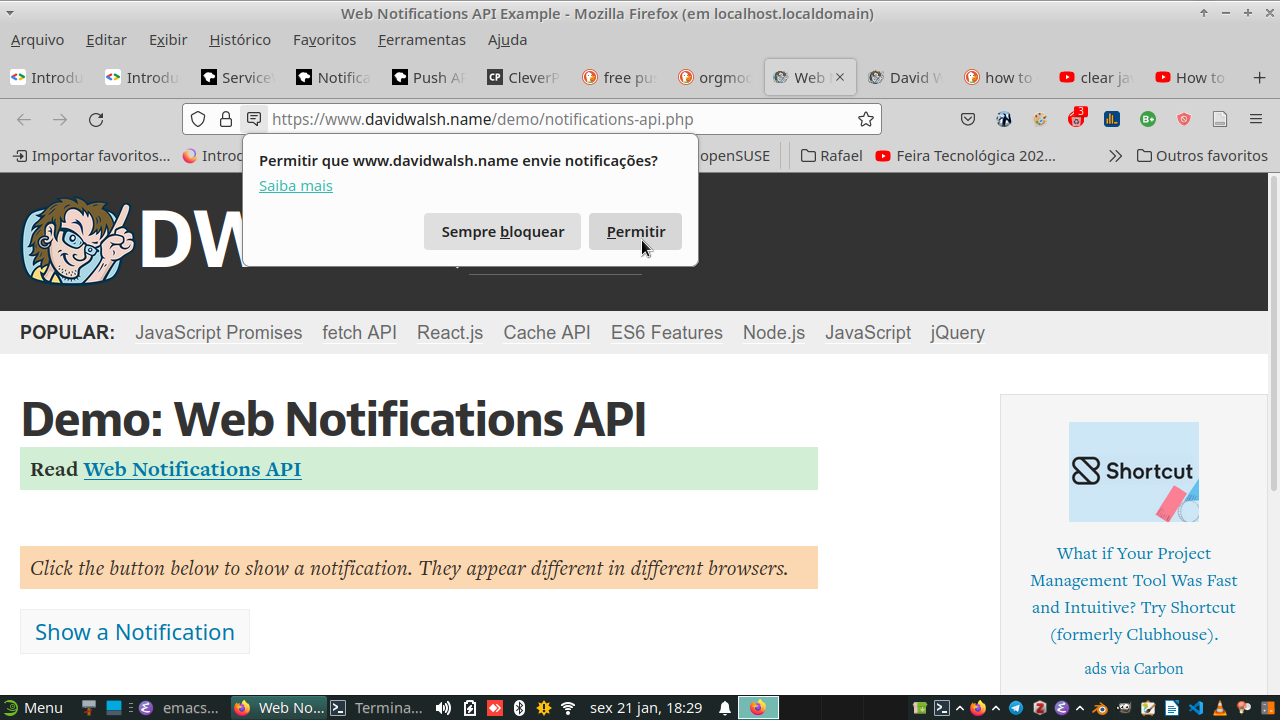 Web Notifications API Example - Mozilla Firefox (em localhost.localdomain)
Arquivo Editar Exibir Histórico Favoritos Ferramentas Ajuda
Introdu Introdu Service Notifica Push AP CleverP free pu orgmo Web David W how to clear ja How to
https://www.davidwalsh.name/demo/notifications-api.php
3
B+
Importar favoritos... Introd openSUSE Rafael Feira Tecnológica 202... Outros favoritos
Permitir que www.davidwalsh.name envie notificações?
Saiba mais
Sempre bloquear Permitir
DW
POPULAR: JavaScript Promises fetch API React.js Cache API ES6 Features Node.js JavaScript jQuery
Demo: Web Notifications API
Read Web Notifications API
Click the button below to show a notification. They appear different in different browsers.
Show a Notification
Shortcut
What if Your Project
Management Tool Was Fast
and Intuitive? Try Shortcut
(formerly Clubhouse).
ads via Carbon
Menu emacs... Web No... Termina... sex 21 jan, 18:29